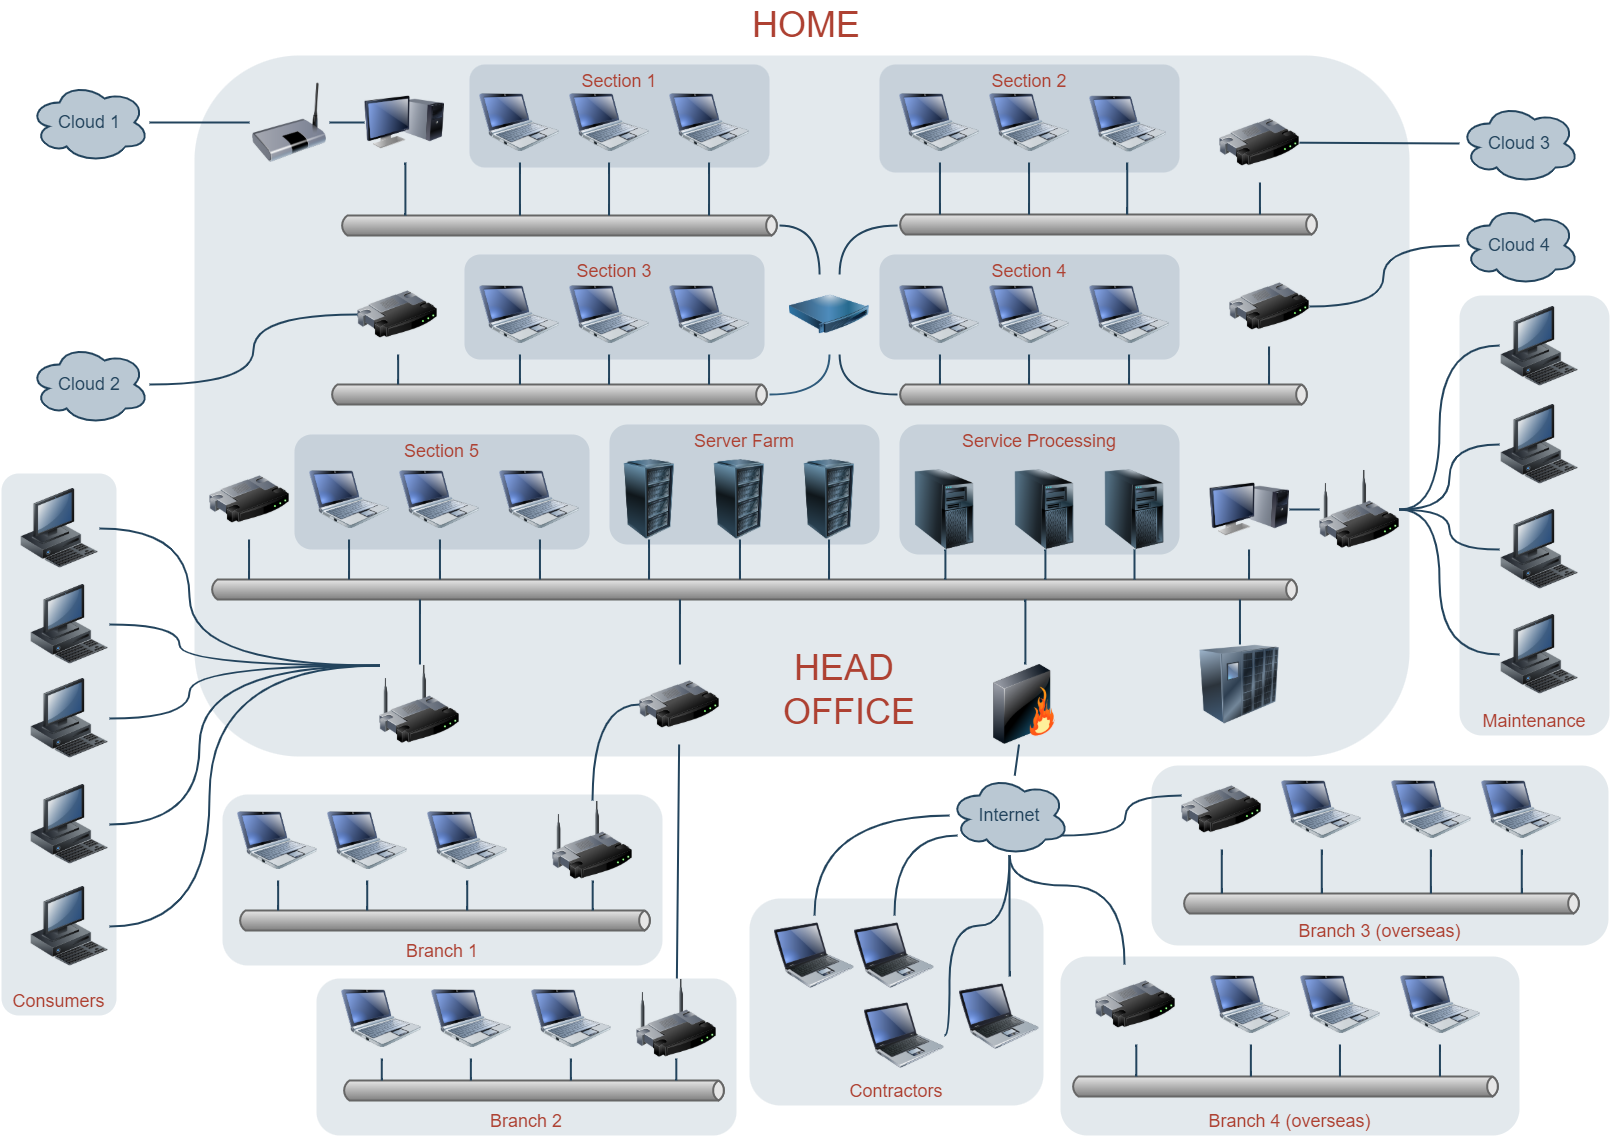 HOME
Section 1
Section 2
Cloud 1
Cloud 3
Cloud 4
Section 3
Section 4
Cloud 2
Section 5
Server Farm
Service Processing
HEAD
OFFICE
Maintenance
Internet
Branch 1
Branch 3 (overseas)
Consumers
Contractors
Branch 2
Branch 4 (overseas)